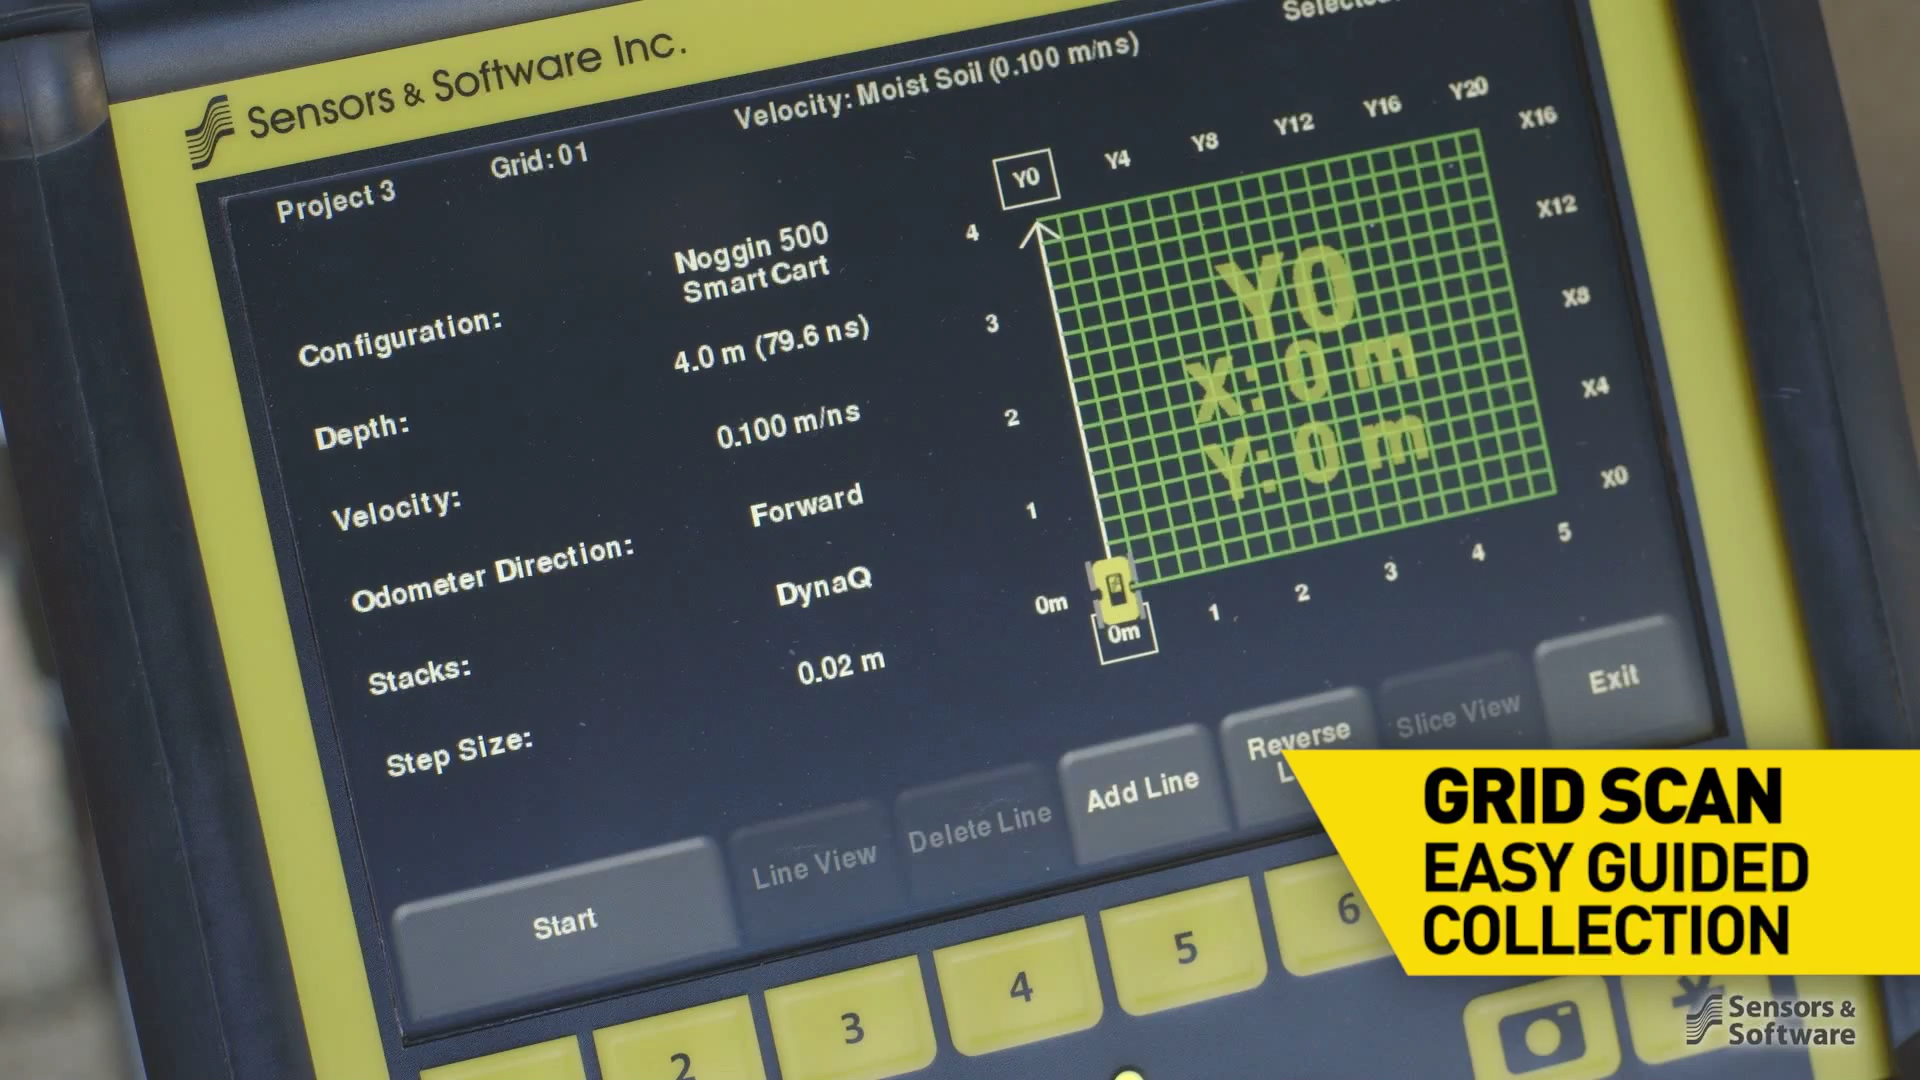 Sensors & Software Inc.
Project 3
Grid: 01
Velocity: Moist Soil (0.100 m/ns)
Configuration:
Noggin 500
SmartCart
Depth:
4.0 m (79.6 ns)
Velocity:
0.100 m/ns
Odometer Direction:
Forward
Stacks:
DynaQ
Step Size:
0.02 m
Y0 Y4 Y8 Y12 Y16 Y20
X16
X12
X8
X4
X0
4
3
2
1
0m
Y0
X: 0 m
Y: 0 m
0m 1 2 3 4 5
Start
Line View
Delete Line
Add Line
Reverse
Slice View
Exit
2 3 4 5 6
GRID SCAN
EASY GUIDED
COLLECTION
Sensors &
Software